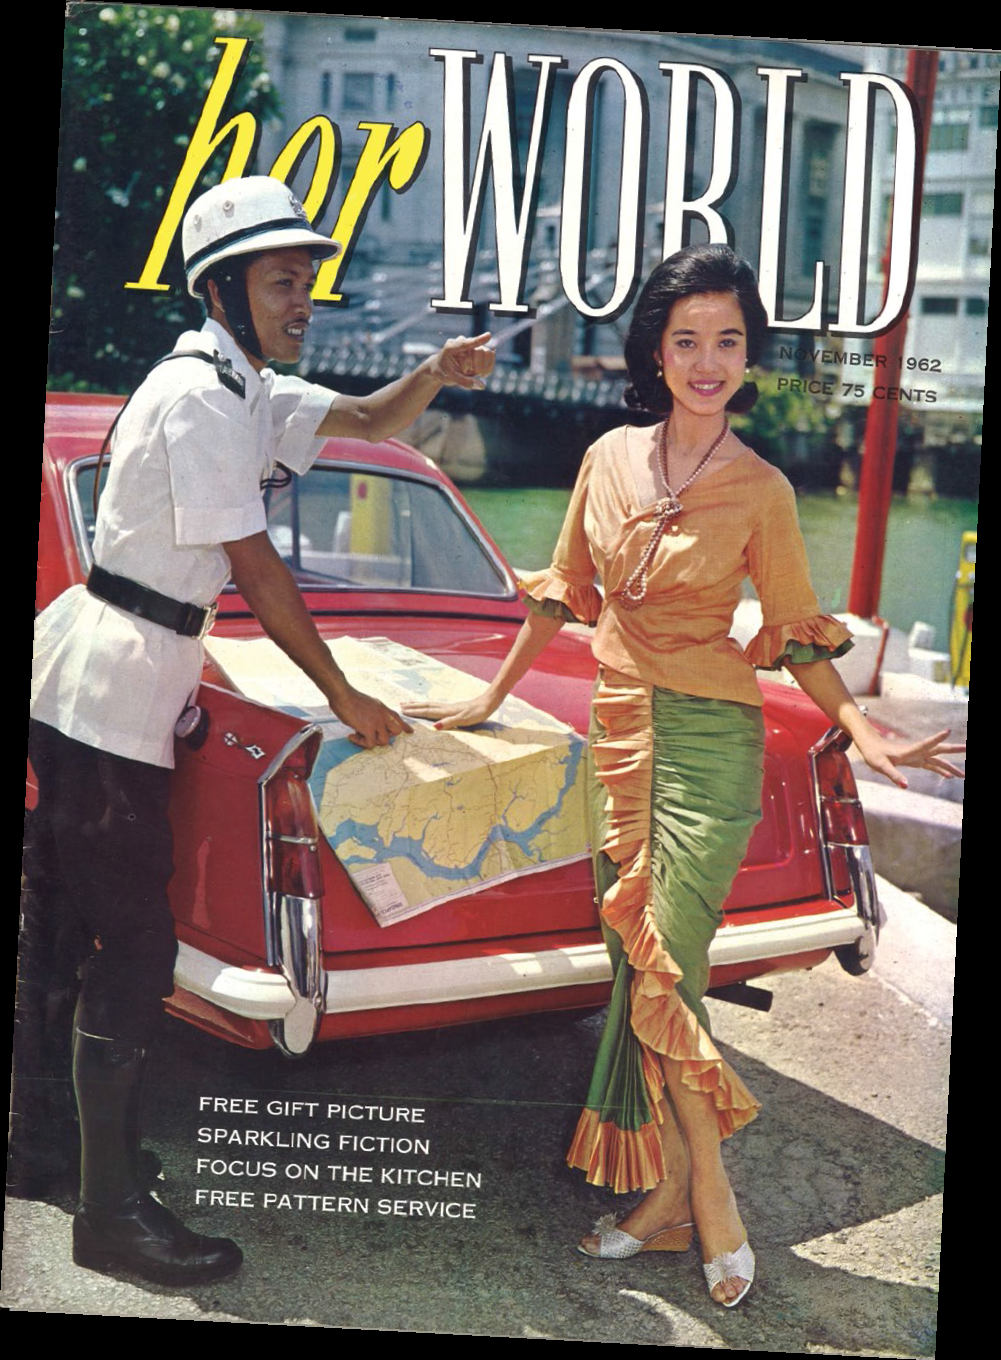 her WORLD
NOVEMBER 1962
PRICE 75 CENTS
FREE GIFT PICTURE
SPARKLING FICTION
FOCUS ON THE KITCHEN
FREE PATTERN SERVICE